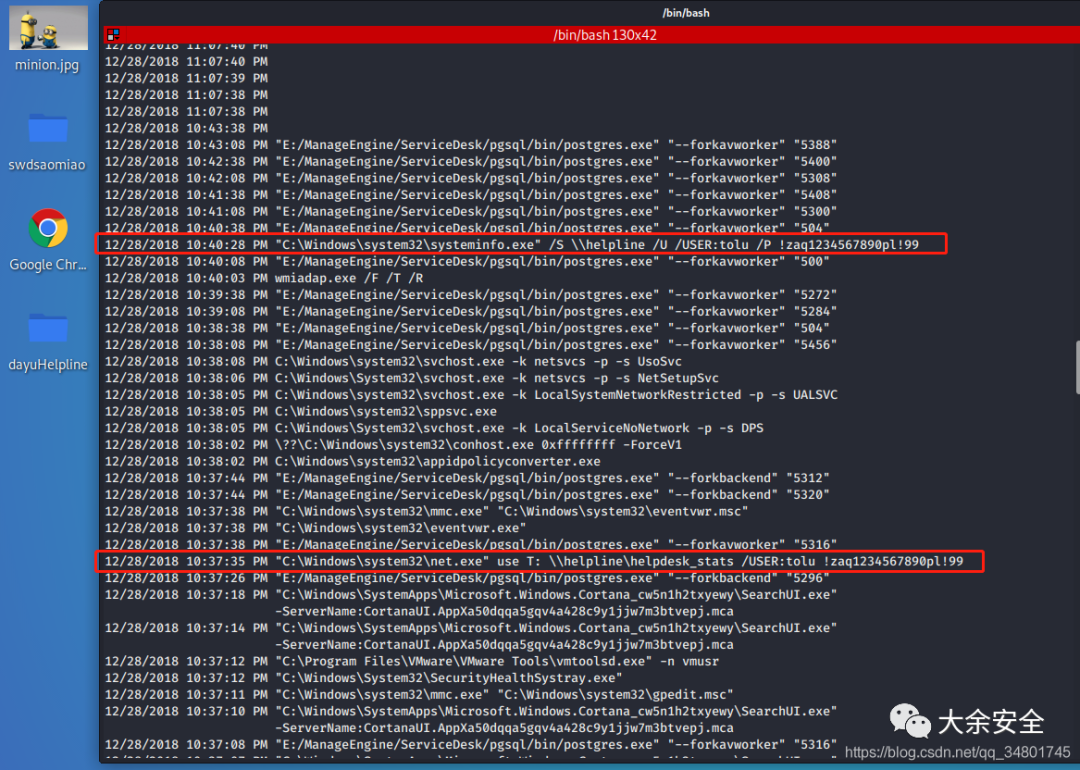 /bin/bash
/bin/bash 130x42
minion.jpg
swdsaomiao
Google Chr...
dayuHelpline
12/28/2018 11:07:40 PM
12/28/2018 11:07:40 PM
12/28/2018 11:07:39 PM
12/28/2018 11:07:38 PM
12/28/2018 11:07:38 PM
12/28/2018 10:43:38 PM
12/28/2018 10:43:08 PM "E:/ManageEngine/ServiceDesk/pgsql/bin/postgres.exe" "--forkavworker" "5388"
12/28/2018 10:42:38 PM "E:/ManageEngine/ServiceDesk/pgsql/bin/postgres.exe" "--forkavworker" "5400"
12/28/2018 10:42:08 PM "E:/ManageEngine/ServiceDesk/pgsql/bin/postgres.exe" "--forkavworker" "5308"
12/28/2018 10:41:38 PM "E:/ManageEngine/ServiceDesk/pgsql/bin/postgres.exe" "--forkavworker" "5408"
12/28/2018 10:41:08 PM "E:/ManageEngine/ServiceDesk/pgsql/bin/postgres.exe" "--forkavworker" "5300"
12/28/2018 10:40:38 PM "E:/ManageEngine/ServiceDesk/pgsql/bin/postgres.exe" "--forkavworker" "504"
12/28/2018 10:40:28 PM "C:\Windows\system32\systeminfo.exe" /S \\helpline /U /USER:tolu /P !zaq1234567890pl!99
12/28/2018 10:40:08 PM "E:/ManageEngine/ServiceDesk/pgsql/bin/postgres.exe" "--forkavworker" "500"
12/28/2018 10:40:03 PM wmiadap.exe /F /T /R
12/28/2018 10:39:38 PM "E:/ManageEngine/ServiceDesk/pgsql/bin/postgres.exe" "--forkavworker" "5272"
12/28/2018 10:39:08 PM "E:/ManageEngine/ServiceDesk/pgsql/bin/postgres.exe" "--forkavworker" "5284"
12/28/2018 10:38:38 PM "E:/ManageEngine/ServiceDesk/pgsql/bin/postgres.exe" "--forkavworker" "504"
12/28/2018 10:38:08 PM "E:/ManageEngine/ServiceDesk/pgsql/bin/postgres.exe" "--forkavworker" "5456"
12/28/2018 10:38:08 PM C:\Windows\system32\svchost.exe -k netsvcs -p -s UsoSvc
12/28/2018 10:38:06 PM C:\Windows\system32\svchost.exe -k netsvcs -p -s NetSetupSvc
12/28/2018 10:38:05 PM C:\Windows\system32\svchost.exe -k LocalSystemNetworkRestricted -p -s UALSVC
12/28/2018 10:38:05 PM C:\Windows\system32\sppsvc.exe
12/28/2018 10:38:05 PM C:\Windows\system32\svchost.exe -k LocalServiceNoNetwork -p -s DPS
12/28/2018 10:38:02 PM \??\C:\Windows\system32\conhost.exe 0xffffffff -ForceV1
12/28/2018 10:38:02 PM C:\Windows\system32\appidpolicyconverter.exe
12/28/2018 10:37:44 PM "E:/ManageEngine/ServiceDesk/pgsql/bin/postgres.exe" "--forkbackend" "5312"
12/28/2018 10:37:44 PM "E:/ManageEngine/ServiceDesk/pgsql/bin/postgres.exe" "--forkbackend" "5320"
12/28/2018 10:37:38 PM "C:\Windows\system32\mmc.exe" "C:\Windows\system32\eventvwr.msc"
12/28/2018 10:37:38 PM "C:\Windows\system32\eventvwr.exe"
12/28/2018 10:37:38 PM "E:/ManageEngine/ServiceDesk/pgsql/bin/postgres.exe" "--forkavworker" "5316"
12/28/2018 10:37:35 PM "C:\Windows\system32\net.exe" use T: \\helpline\helpdesk_stats /USER:tolu !zaq1234567890pl!99
12/28/2018 10:37:26 PM "E:/ManageEngine/ServiceDesk/pgsql/bin/postgres.exe" "--forkbackend" "5296"
12/28/2018 10:37:18 PM "C:\Windows\SystemApps\Microsoft.Windows.Cortana_cw5n1h2txyewy\SearchUI.exe"
-ServerName:CortanaUI.AppXa50dqqa5gqv4a428c9y1jjw7m3btvepj.mca
12/28/2018 10:37:14 PM "C:\Windows\SystemApps\Microsoft.Windows.Cortana_cw5n1h2txyewy\SearchUI.exe"
-ServerName:CortanaUI.AppXa50dqqa5gqv4a428c9y1jjw7m3btvepj.mca
12/28/2018 10:37:12 PM "C:\Program Files\VMware\VMware Tools\vmtoolsd.exe" -n vmusr
12/28/2018 10:37:12 PM "C:\Windows\System32\SecurityHealthSystray.exe"
12/28/2018 10:37:11 PM "C:\Windows\system32\mmc.exe" "C:\Windows\system32\gpedit.msc"
12/28/2018 10:37:10 PM "C:\Windows\SystemApps\Microsoft.Windows.Cortana_cw5n1h2txyewy\SearchUI.exe"
-ServerName:CortanaUI.AppXa50dqqa5gqv4a428c9y1jjw7m3btvepj.mca
12/28/2018 10:37:08 PM "E:/ManageEngine/ServiceDesk/pgsql/bin/postgres.exe" "--forkavworker" "5316"
大余安全
https://blog.csdn.net/qq_34801745